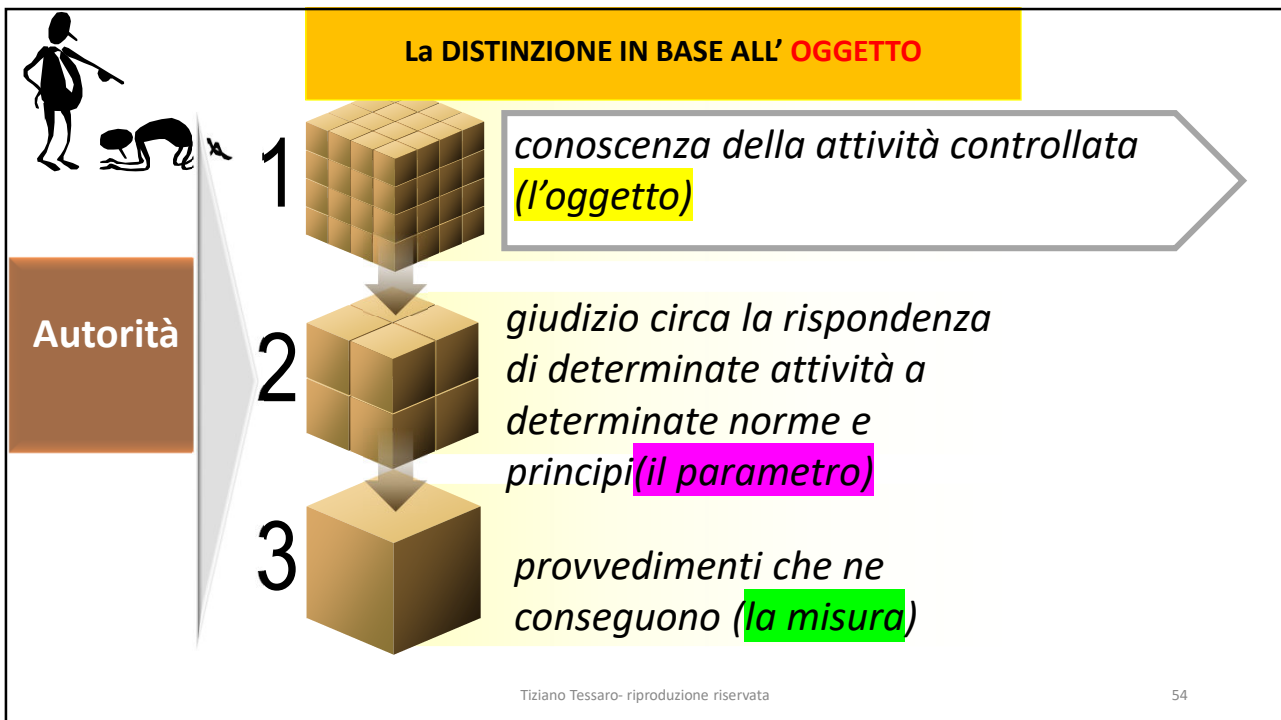 La DISTINZIONE IN BASE ALL’ OGGETTO
1
conoscenza della attività controllata
(l’oggetto)
Autorità
2
giudizio circa la rispondenza
di determinate attività a
determinate norme e
principi(il parametro)
3
provvedimenti che ne
conseguono (la misura)
Tiziano Tessaro- riproduzione riservata
54